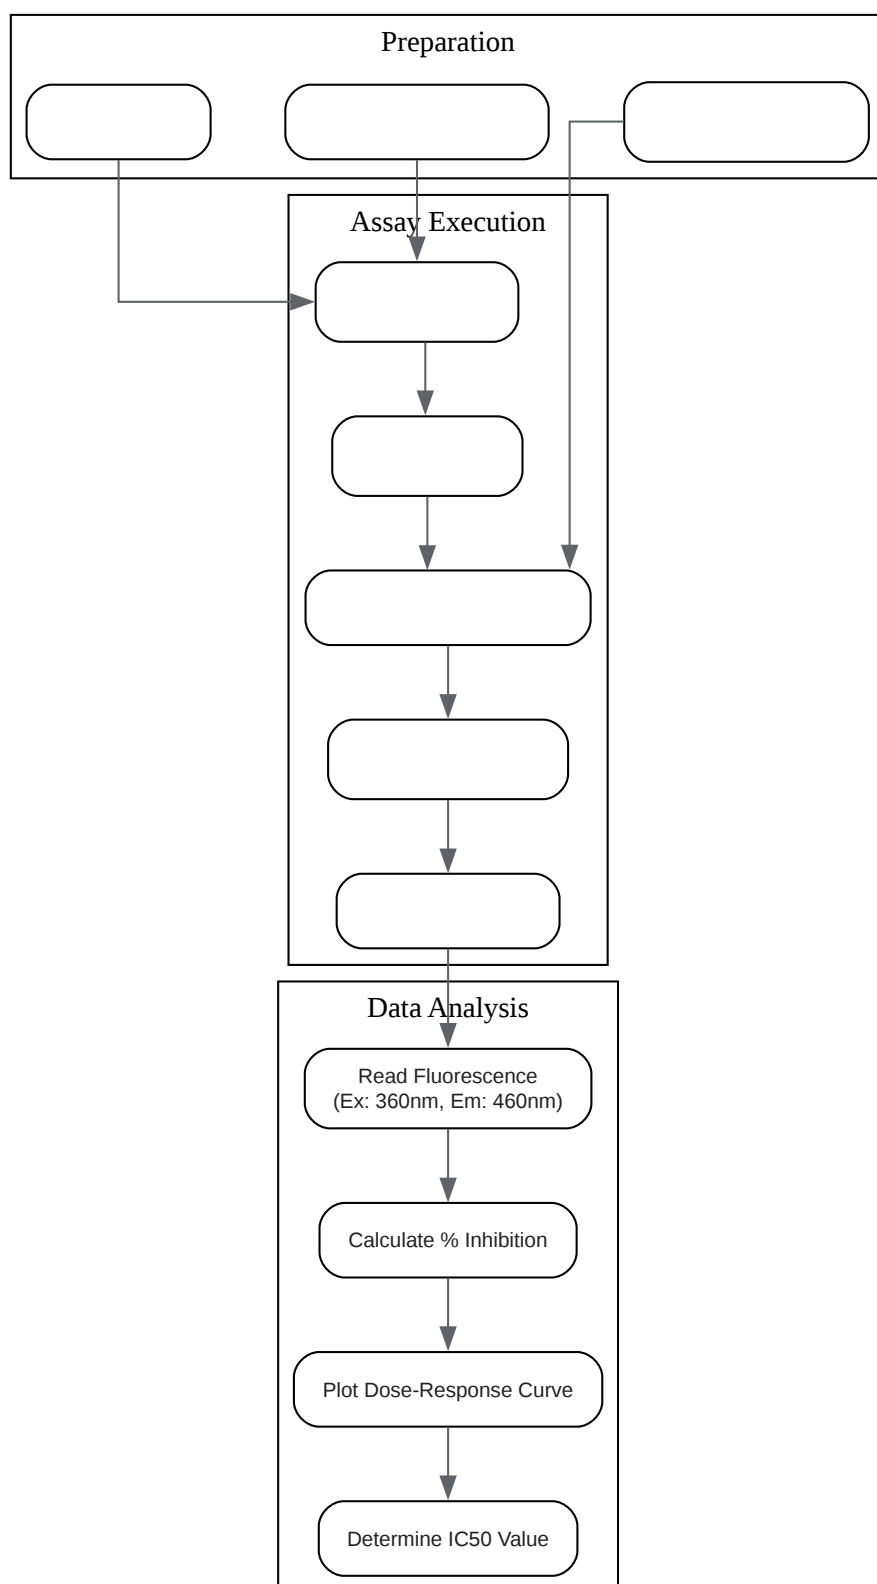 Preparation
Assay Execution
Data Analysis
Read Fluorescence
(Ex: 360nm, Em: 460nm)
Calculate % Inhibition
Plot Dose-Response Curve
Determine IC50 Value